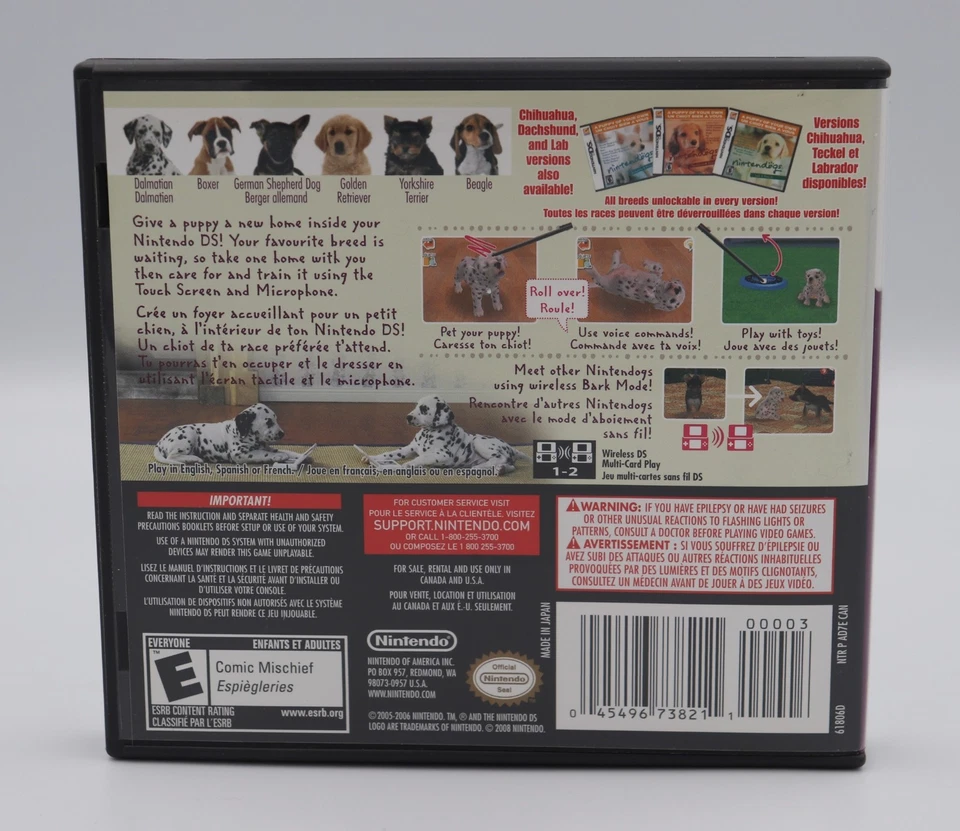 Dalmatian
Dalmatien
Boxer
German Shepherd Dog
Berger allemand
Golden
Retriever
Yorkshire
Terrier
Beagle
Chihuahua,
Dachshund,
and Lab
versions
also
available!
nintendogs
nintendogs
nintendogs
Versions
Chihuahua,
Teckel et
Labrador
disponibles!
All breeds unlockable in every version!
Toutes les races peuvent être déverrouillées dans chaque version!
Give a puppy a new home inside your
Nintendo DS! Your favourite breed is
waiting, so take one home with you
then care for and train it using the
Touch Screen and Microphone.
Crée un foyer accueillant pour un petit
chien, à l'intérieur de ton Nintendo DS!
Un chiot de ta race préférée t'attend.
Tu pourras t'en occuper et le dresser en
utilisant l'écran tactile et le microphone.
Roll over!
Roule!
Pet your puppy!
Caresse ton chiot!
Use voice commands!
Commande avec ta voix!
Play with toys!
Joue avec des jouets!
Meet other Nintendogs
using wireless Bark Mode!
Rencontre d'autres Nintendogs
avec le mode d'aboiement
sans fil!
1-2
Wireless DS
Multi-Card Play
Jeu multi-cartes sans fil DS
Play in English, Spanish or French. / Joue en français, en anglais ou en espagnol.
IMPORTANT!
READ THE INSTRUCTION AND SEPARATE HEALTH AND SAFETY
PRECAUTIONS BOOKLETS BEFORE SETUP OR USE OF YOUR SYSTEM.
USE OF A NINTENDO DS SYSTEM WITH UNAUTHORIZED
DEVICES MAY RENDER THIS GAME UNPLAYABLE.
LISEZ LE MANUEL D'INSTRUCTIONS ET LE LIVRET DE PRÉCAUTIONS
CONCERNANT LA SANTÉ ET LA SÉCURITÉ AVANT D'INSTALLER OU
D'UTILISER VOTRE CONSOLE.
L'UTILISATION DE DISPOSITIFS NON AUTORISÉS AVEC LE SYSTÈME
NINTENDO DS PEUT RENDRE CE JEU INJOUABLE.
FOR CUSTOMER SERVICE VISIT
POUR LE SERVICE À LA CLIENTÈLE, VISITEZ
SUPPORT.NINTENDO.COM
OR CALL 1-800-255-3700
OU COMPOSEZ LE 1 800 255-3700
FOR SALE, RENTAL AND USE ONLY IN
CANADA AND U.S.A.
POUR VENTE, LOCATION ET UTILISATION
AU CANADA ET AUX É.-U. SEULEMENT.
WARNING: IF YOU HAVE EPILEPSY OR HAVE HAD SEIZURES
OR OTHER UNUSUAL REACTIONS TO FLASHING LIGHTS OR
PATTERNS, CONSULT A DOCTOR BEFORE PLAYING VIDEO GAMES.
AVERTISSEMENT : SI VOUS SOUFFREZ D'ÉPILEPSIE OU
AVEZ SUBI DES ATTAQUES OU AUTRES RÉACTIONS INHABITUELLES
PROVOQUÉES PAR DES LUMIÈRES ET DES MOTIFS CLIGNOTANTS,
CONSULTEZ UN MÉDECIN AVANT DE JOUER À DES JEUX VIDÉO.
EVERYONE
ENFANTS ET ADULTES
E
TM
Comic Mischief
Espiègleries
ESRB CONTENT RATING
CLASSIFIÉ PAR L'ESRB
www.esrb.org
Nintendo
NINTENDO OF AMERICA INC.
PO BOX 957, REDMOND, WA
98073-0957 U.S.A.
WWW.NINTENDO.COM
Official
Nintendo
Seal
©2005-2006 NINTENDO. TM, ® AND THE NINTENDO DS
LOGO ARE TRADEMARKS OF NINTENDO. © 2008 NINTENDO.
MADE IN JAPAN
00003
0 45496 73821 1
NTR P AD7E CAN
61806D